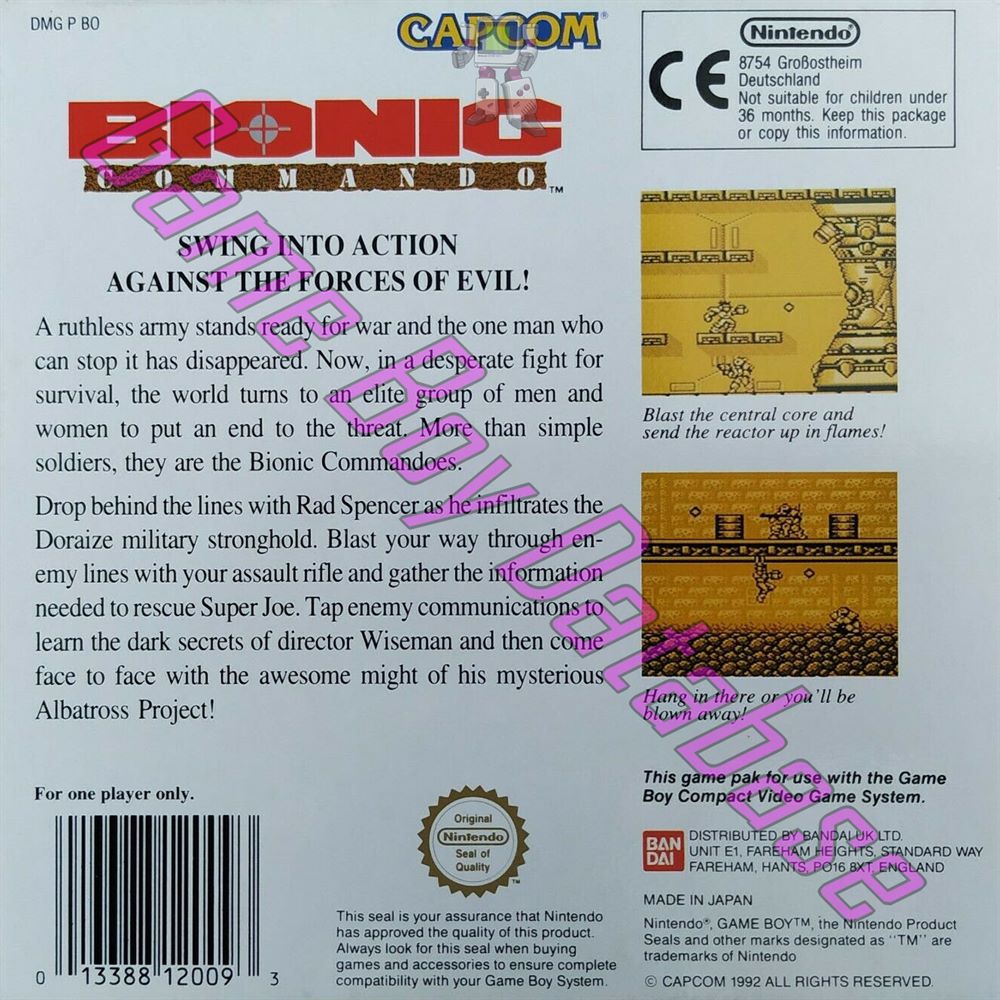 DMG P BO
CAPCOM®
Nintendo®
CE
8754 Großostheim
Deutschland
Not suitable for children under
36 months. Keep this package
or copy this information.
BIONIC
COMMANDO™
SWING INTO ACTION
AGAINST THE FORCES OF EVIL!
A ruthless army stands ready for war and the one man who
can stop it has disappeared. Now, in a desperate fight for
survival, the world turns to an elite group of men and
women to put an end to the threat. More than simple
soldiers, they are the Bionic Commandoes.
Drop behind the lines with Rad Spencer as he infiltrates the
Doraize military stronghold. Blast your way through en-
emy lines with your assault rifle and gather the information
needed to rescue Super Joe. Tap enemy communications to
learn the dark secrets of director Wiseman and then come
face to face with the awesome might of his mysterious
Albatross Project!
For one player only.
0 13388 12009 3
Original
Nintendo
Seal of
Quality
™
This seal is your assurance that Nintendo
has approved the quality of this product.
Always look for this seal when buying
games and accessories to ensure complete
compatibility with your Game Boy System.
Blast the central core and
send the reactor up in flames!
Hang in there or you'll be
blown away!
This game pak for use with the Game
Boy Compact Video Game System.
BAN
DAI
DISTRIBUTED BY BANDAI UK LTD.
UNIT E1, FAREHAM HEIGHTS, STANDARD WAY
FAREHAM, HANTS, PO16 8XT, ENGLAND
MADE IN JAPAN
Nintendo®, GAME BOY™, the Nintendo Product
Seals and other marks designated as "TM" are
trademarks of Nintendo
© CAPCOM 1992 ALL RIGHTS RESERVED.
Game Boy Database